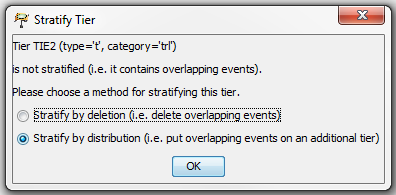 Stratify Tier
Tier TIE2 (type='t', category='trl')
is not stratified (i.e. it contains overlapping events).
Please choose a method for stratifying this tier.
Stratify by deletion (i.e. delete overlapping events)
Stratify by distribution (i.e. put overlapping events on an additional tier)
OK